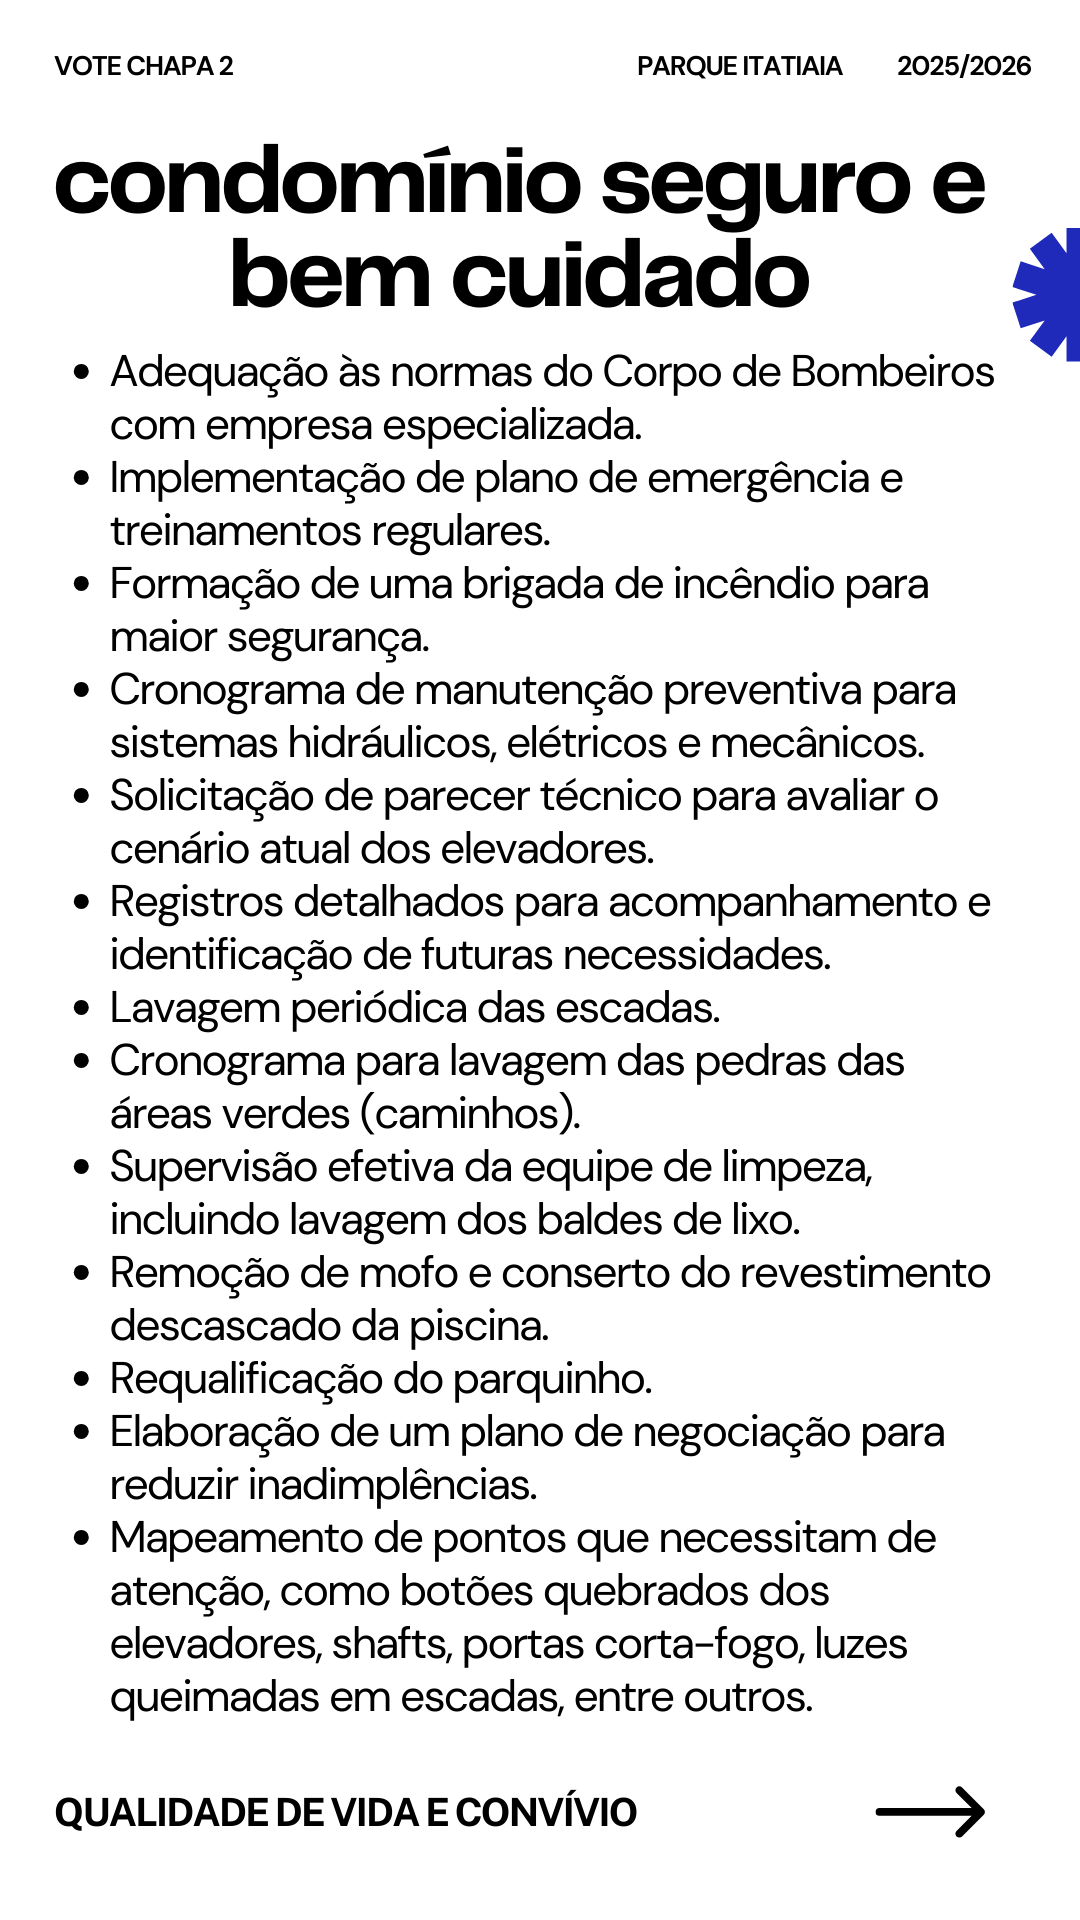 VOTE CHAPA 2 PARQUE ITATIAIA 2025/2026
condomínio seguro e
bem cuidado
• Adequação às normas do Corpo de Bombeiros
com empresa especializada.
• Implementação de plano de emergência e
treinamentos regulares.
• Formação de uma brigada de incêndio para
maior segurança.
• Cronograma de manutenção preventiva para
sistemas hidráulicos, elétricos e mecânicos.
• Solicitação de parecer técnico para avaliar o
cenário atual dos elevadores.
• Registros detalhados para acompanhamento e
identificação de futuras necessidades.
• Lavagem periódica das escadas.
• Cronograma para lavagem das pedras das
áreas verdes (caminhos).
• Supervisão efetiva da equipe de limpeza,
incluindo lavagem dos baldes de lixo.
• Remoção de mofo e conserto do revestimento
descascado da piscina.
• Requalificação do parquinho.
• Elaboração de um plano de negociação para
reduzir inadimplências.
• Mapeamento de pontos que necessitam de
atenção, como botões quebrados dos
elevadores, shafts, portas corta-fogo, luzes
queimadas em escadas, entre outros.
QUALIDADE DE VIDA E CONVÍVIO